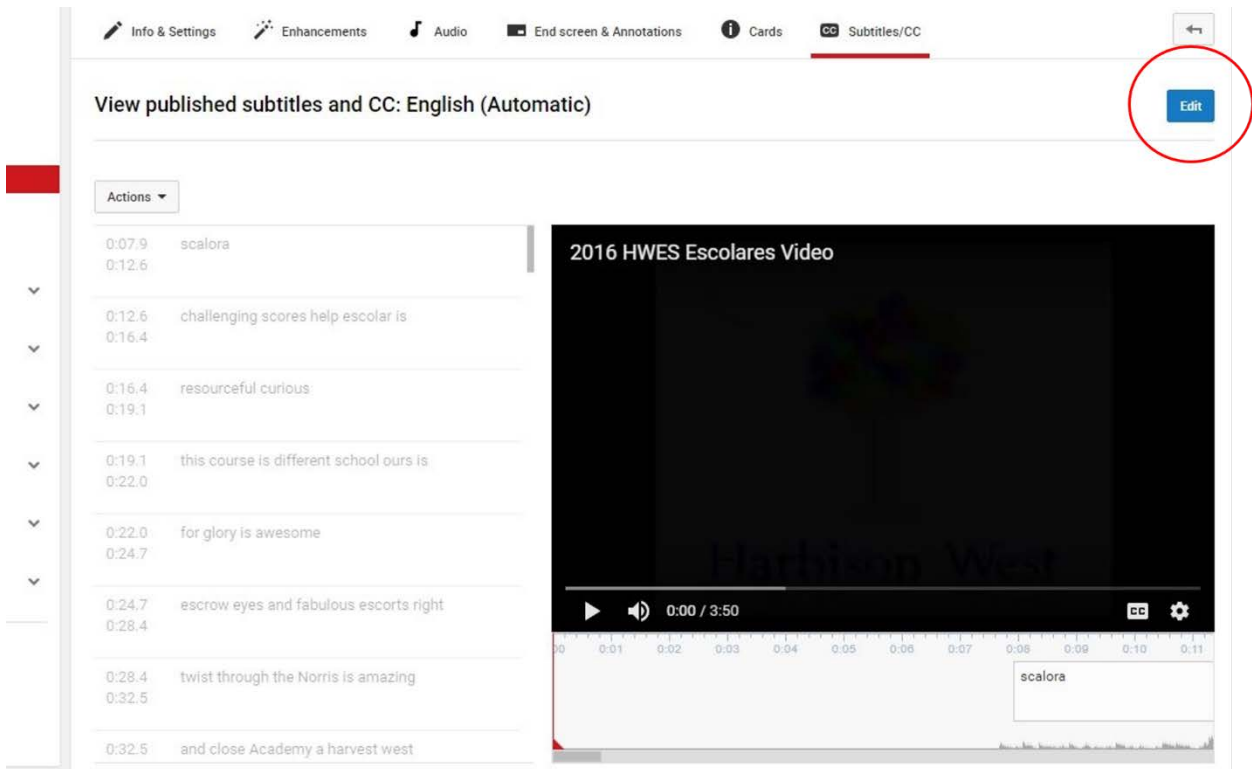 Info & Settings Enhancements Audio End screen & Annotations Cards CC Subtitles/CC
View published subtitles and CC: English (Automatic)
Edit
Actions
0:07.9 scalora
0:12.6
0:12.6 challenging scores help escolar is
0:16.4
0:16.4 resourceful curious
0:19.1
0:19.1 this course is different school ours is
0:22.0
0:22.0 for glory is awesome
0:24.7
0:24.7 escrow eyes and fabulous escorts right
0:28.4
0:28.4 twist through the Norris is amazing
0:32.5
0:32.5 and close Academy a harvest west
2016 HWES Escolares Video
Harbison West
0:00 / 3:50
CC
00 0:01 0:02 0:03 0:04 0:05 0:06 0:07 0:08 0:09 0:10 0:11
scalora